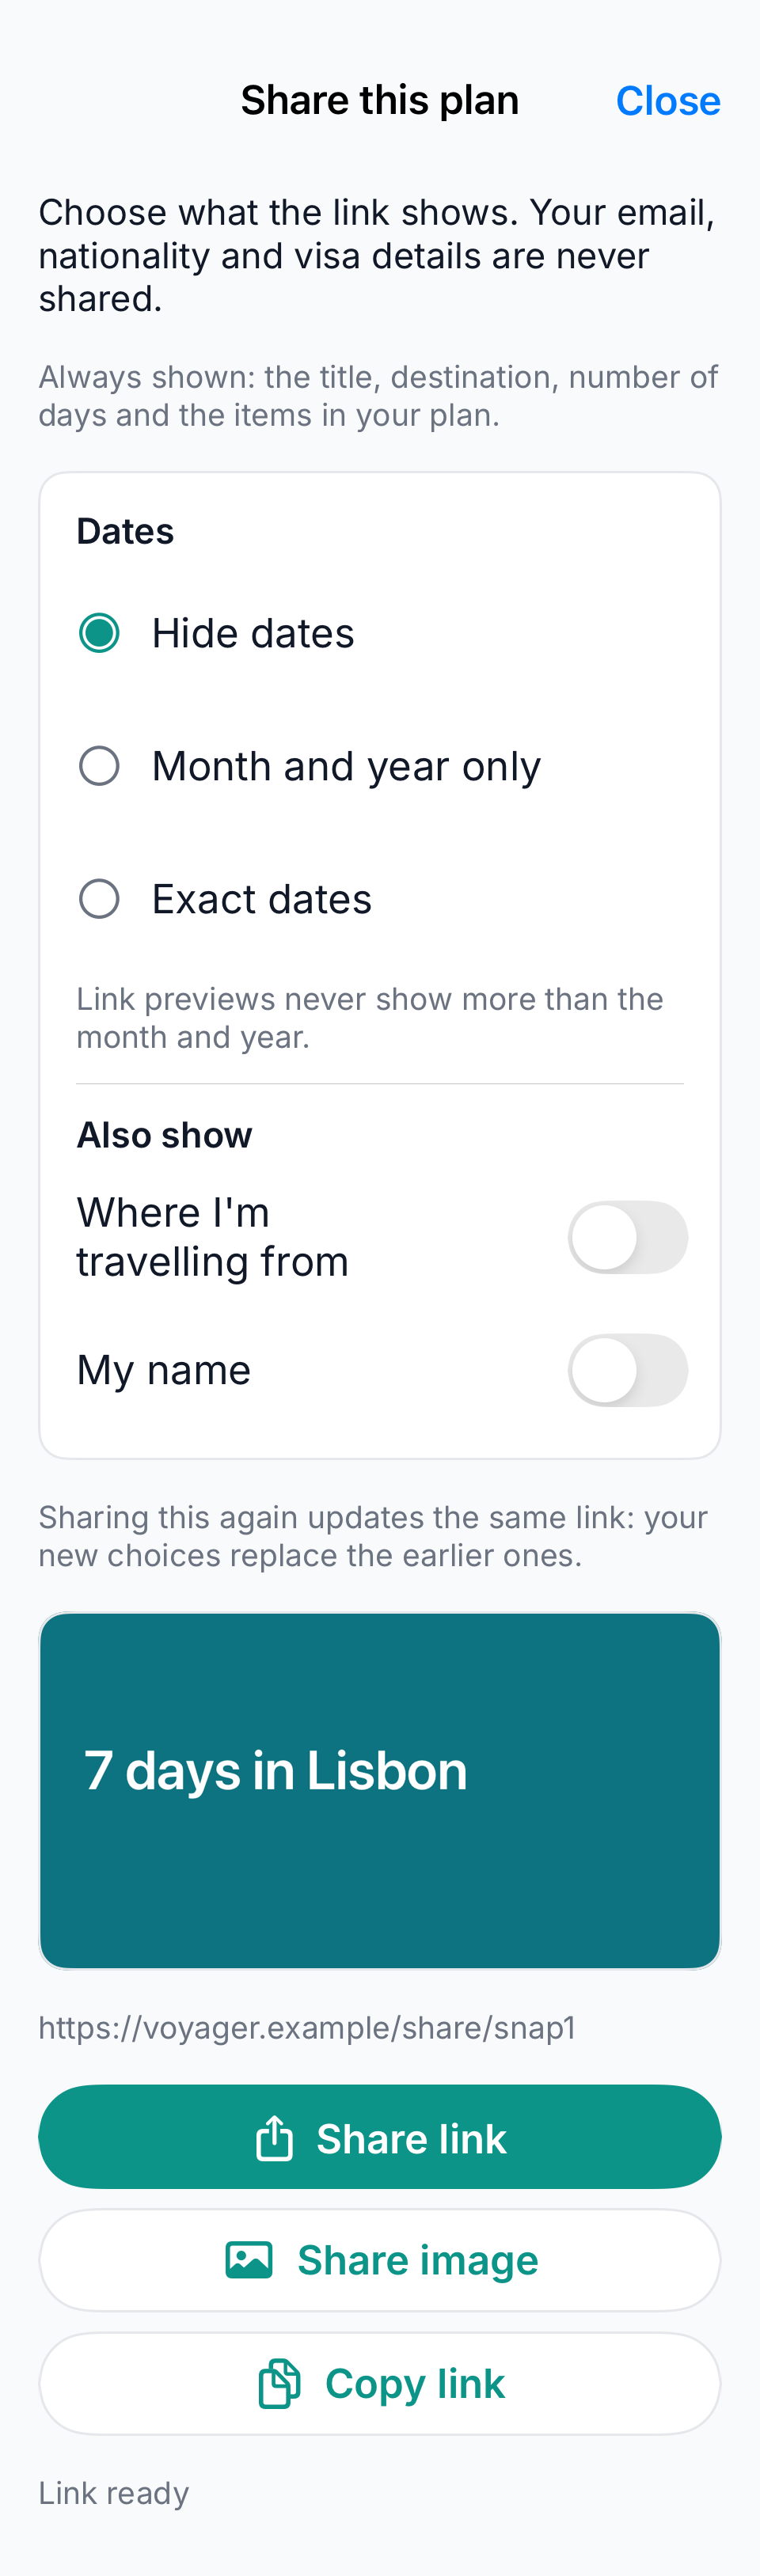 Share this plan
Close
Choose what the link shows. Your email,
nationality and visa details are never
shared.
Always shown: the title, destination, number of
days and the items in your plan.
Dates
Hide dates
Month and year only
Exact dates
Link previews never show more than the
month and year.
Also show
Where I'm
travelling from
My name
Sharing this again updates the same link: your
new choices replace the earlier ones.
7 days in Lisbon
https://voyager.example/share/snap1
Share link
Share image
Copy link
Link ready